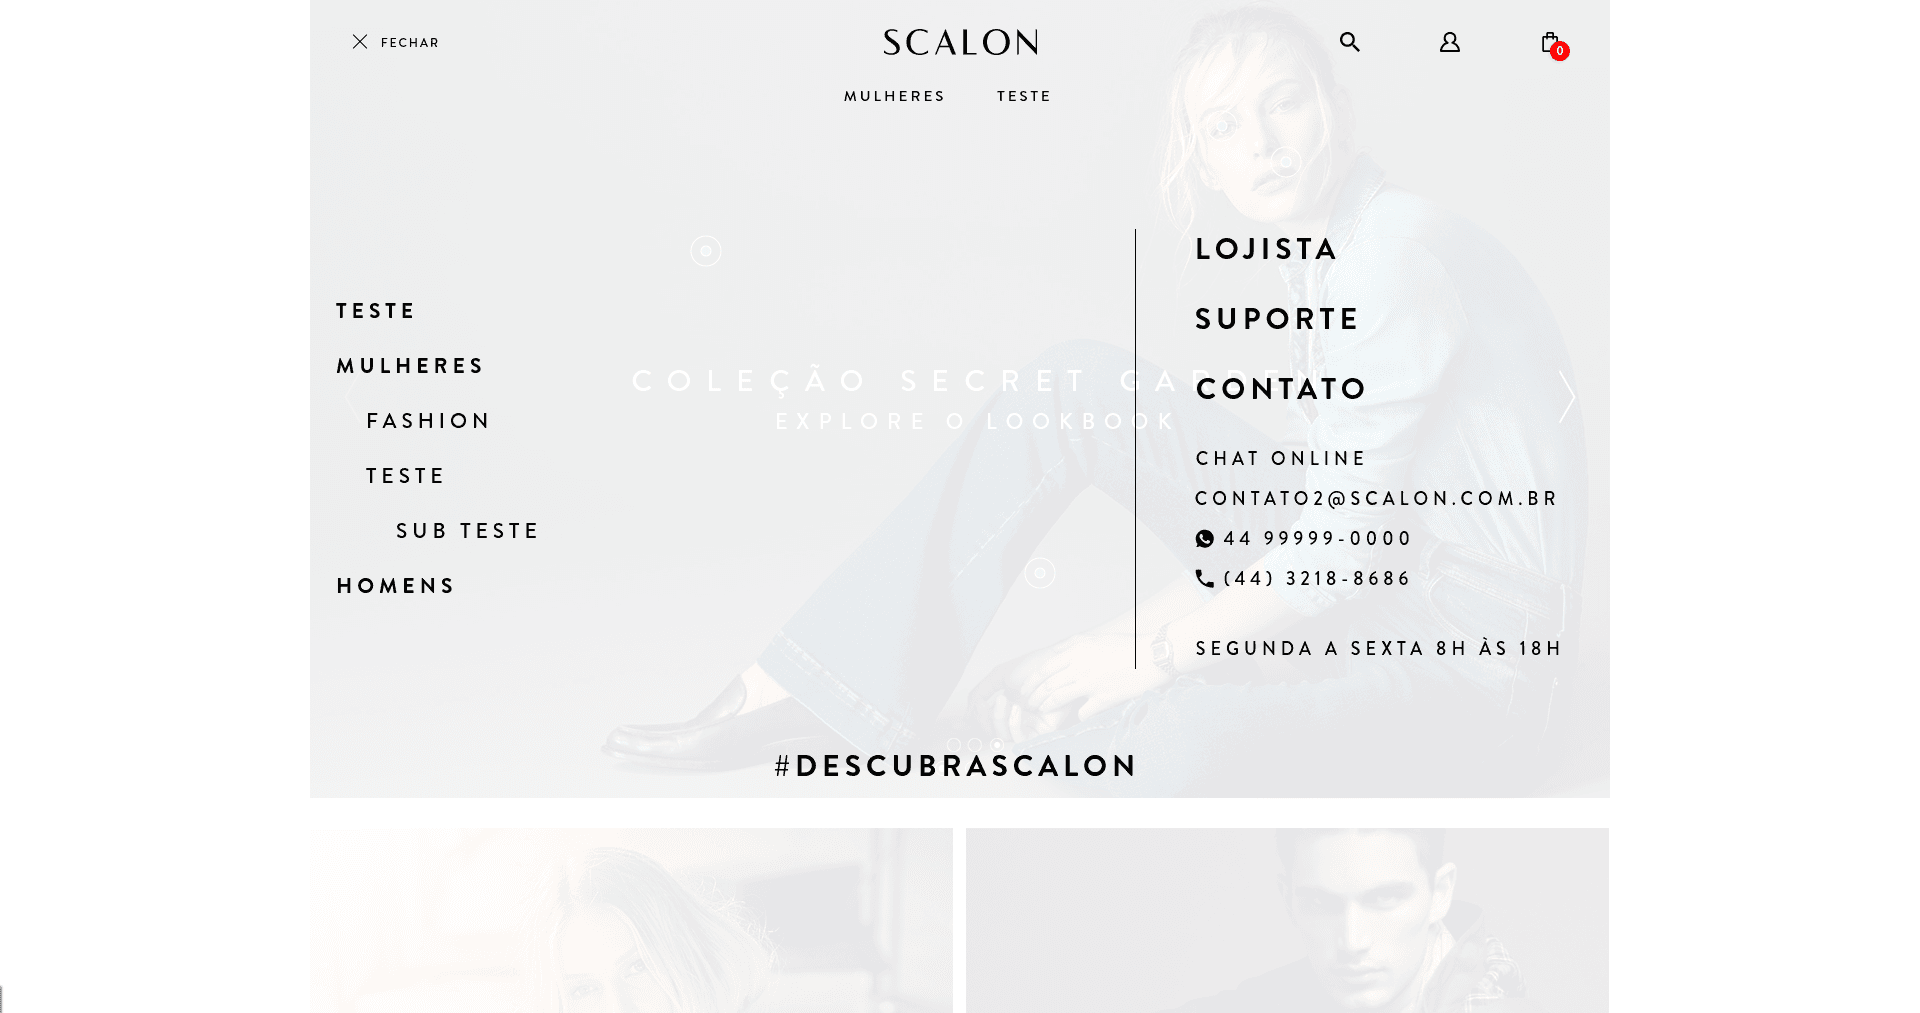 FECHAR
SCALON
0
MULHERES TESTE
TESTE
MULHERES
FASHION
TESTE
SUB TESTE
HOMENS
COLEÇÃO SECRET GARDEN
EXPLORE O LOOKBOOK
LOJISTA
SUPORTE
CONTATO
CHAT ONLINE
CONTATO2@SCALON.COM.BR
44 99999-0000
(44) 3218-8686
SEGUNDA A SEXTA 8H ÀS 18H
#DESCUBRASCALON